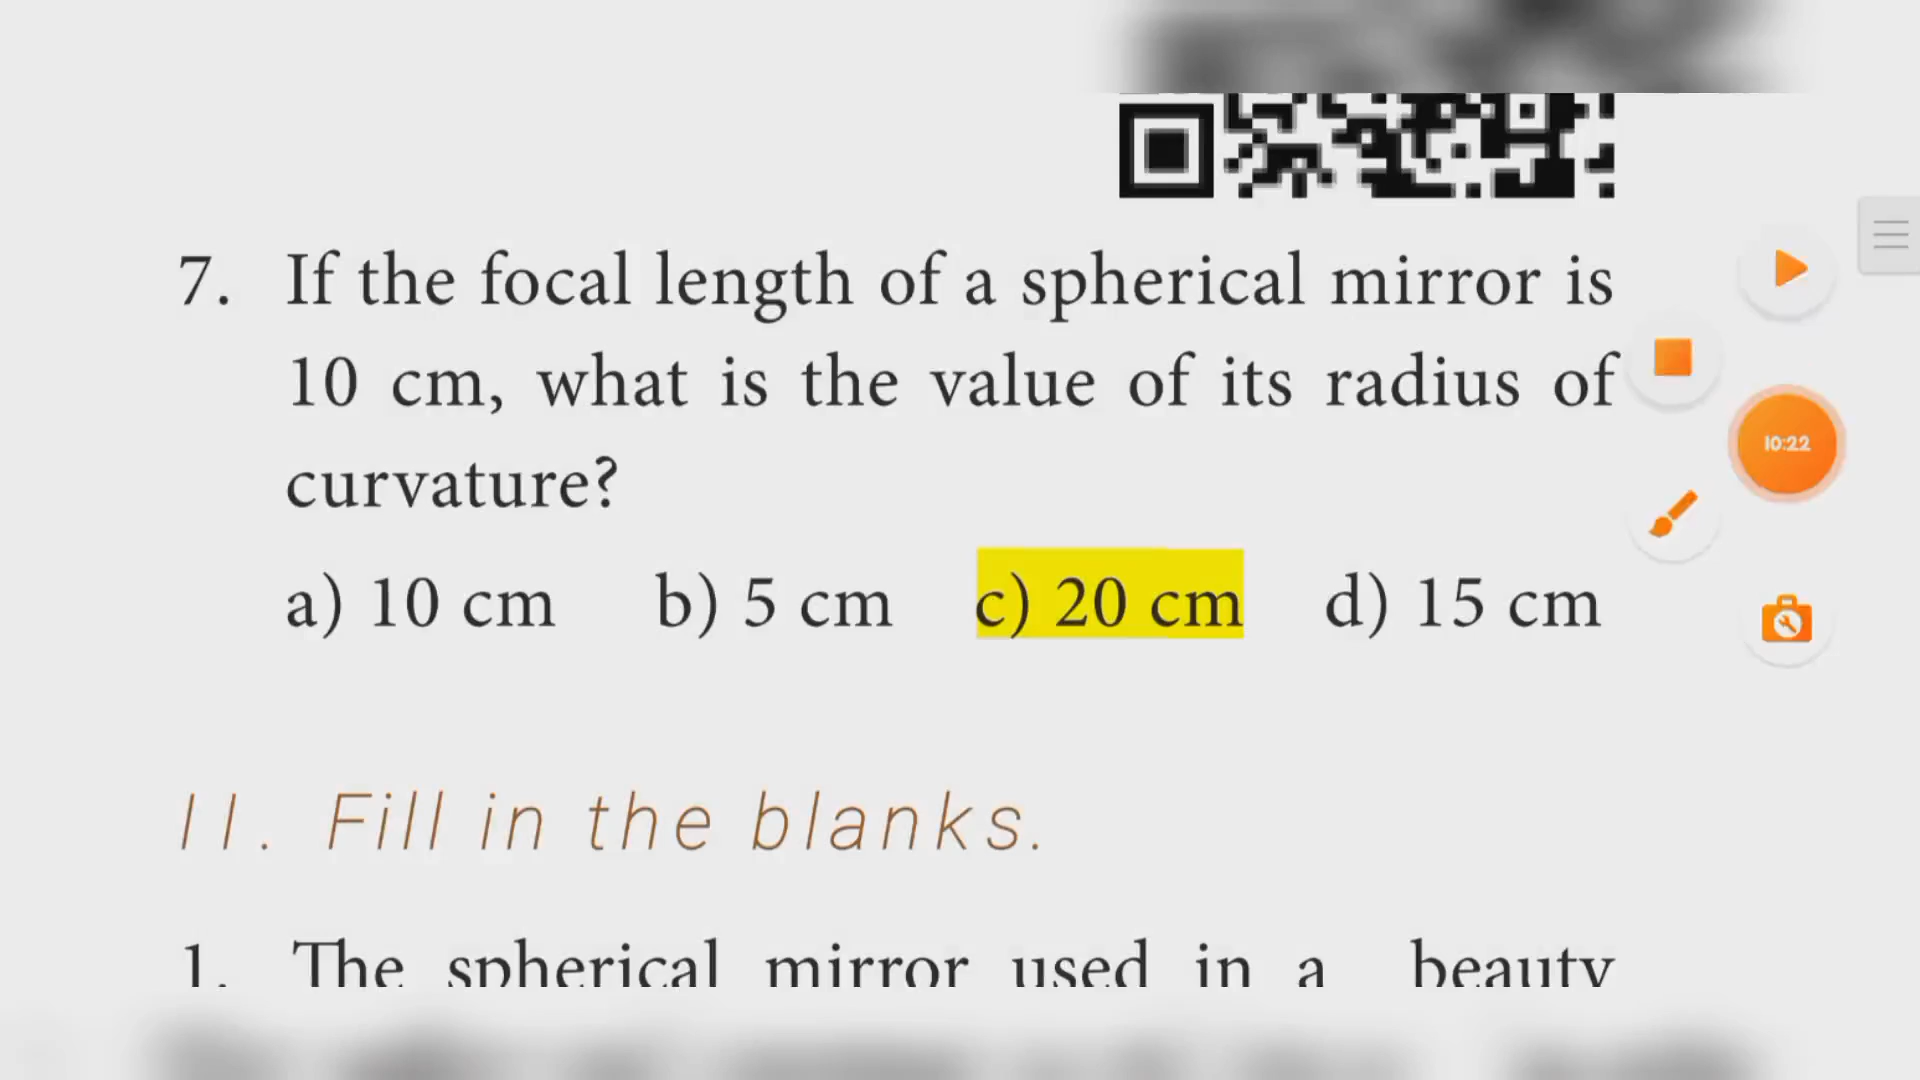 7. If the focal length of a spherical mirror is
10 cm, what is the value of its radius of
curvature?
a) 10 cm b) 5 cm c) 20 cm d) 15 cm
II. Fill in the blanks.
1. The spherical mirror used in a beauty
10:22